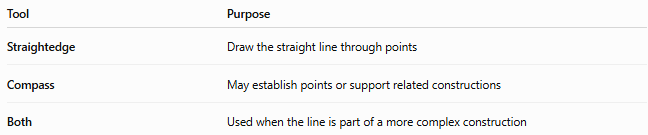 Tool Purpose
Straightedge Draw the straight line through points
Compass May establish points or support related constructions
Both Used when the line is part of a more complex construction